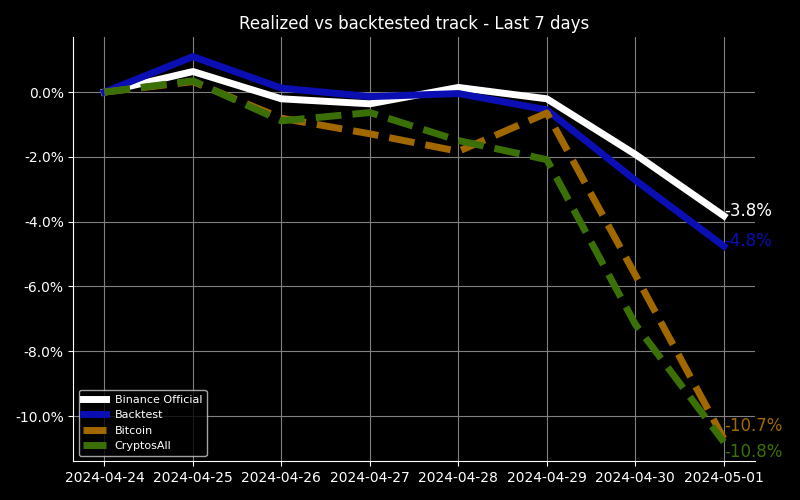 Realized vs backtested track - Last 7 days
0.0%
-2.0%
-4.0%
-6.0%
-8.0%
-10.0%
-3.8%
-4.8%
-10.7%
-10.8%
Binance Official
Backtest
Bitcoin
CryptosAll
2024-04-24 2024-04-25 2024-04-26 2024-04-27 2024-04-28 2024-04-29 2024-04-30 2024-05-01